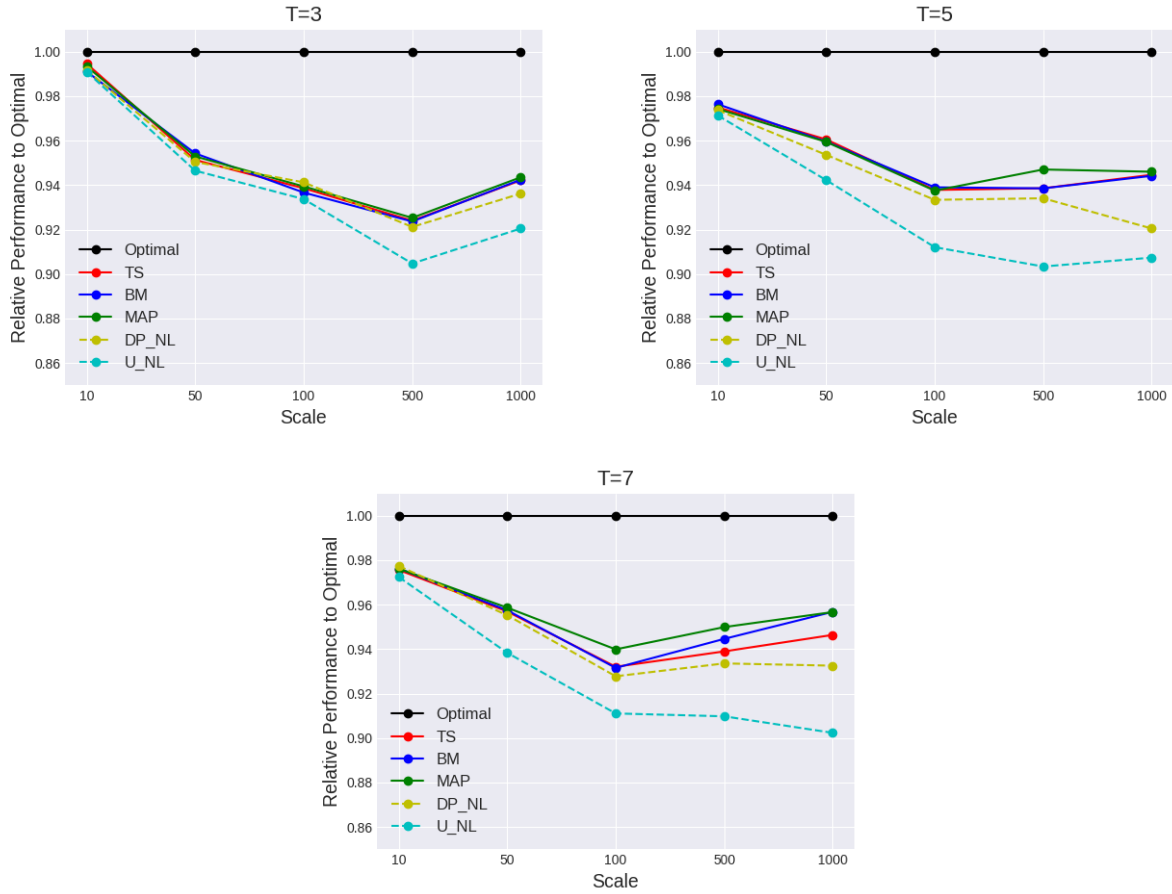 T=3
Relative Performance to Optimal
1.00
0.98
0.96
0.94
0.92
0.90
0.88
0.86
Optimal
TS
BM
MAP
DP_NL
U_NL
10 50 100 500 1000
Scale
T=5
Relative Performance to Optimal
1.00
0.98
0.96
0.94
0.92
0.90
0.88
0.86
Optimal
TS
BM
MAP
DP_NL
U_NL
10 50 100 500 1000
Scale
T=7
Relative Performance to Optimal
1.00
0.98
0.96
0.94
0.92
0.90
0.88
0.86
Optimal
TS
BM
MAP
DP_NL
U_NL
10 50 100 500 1000
Scale